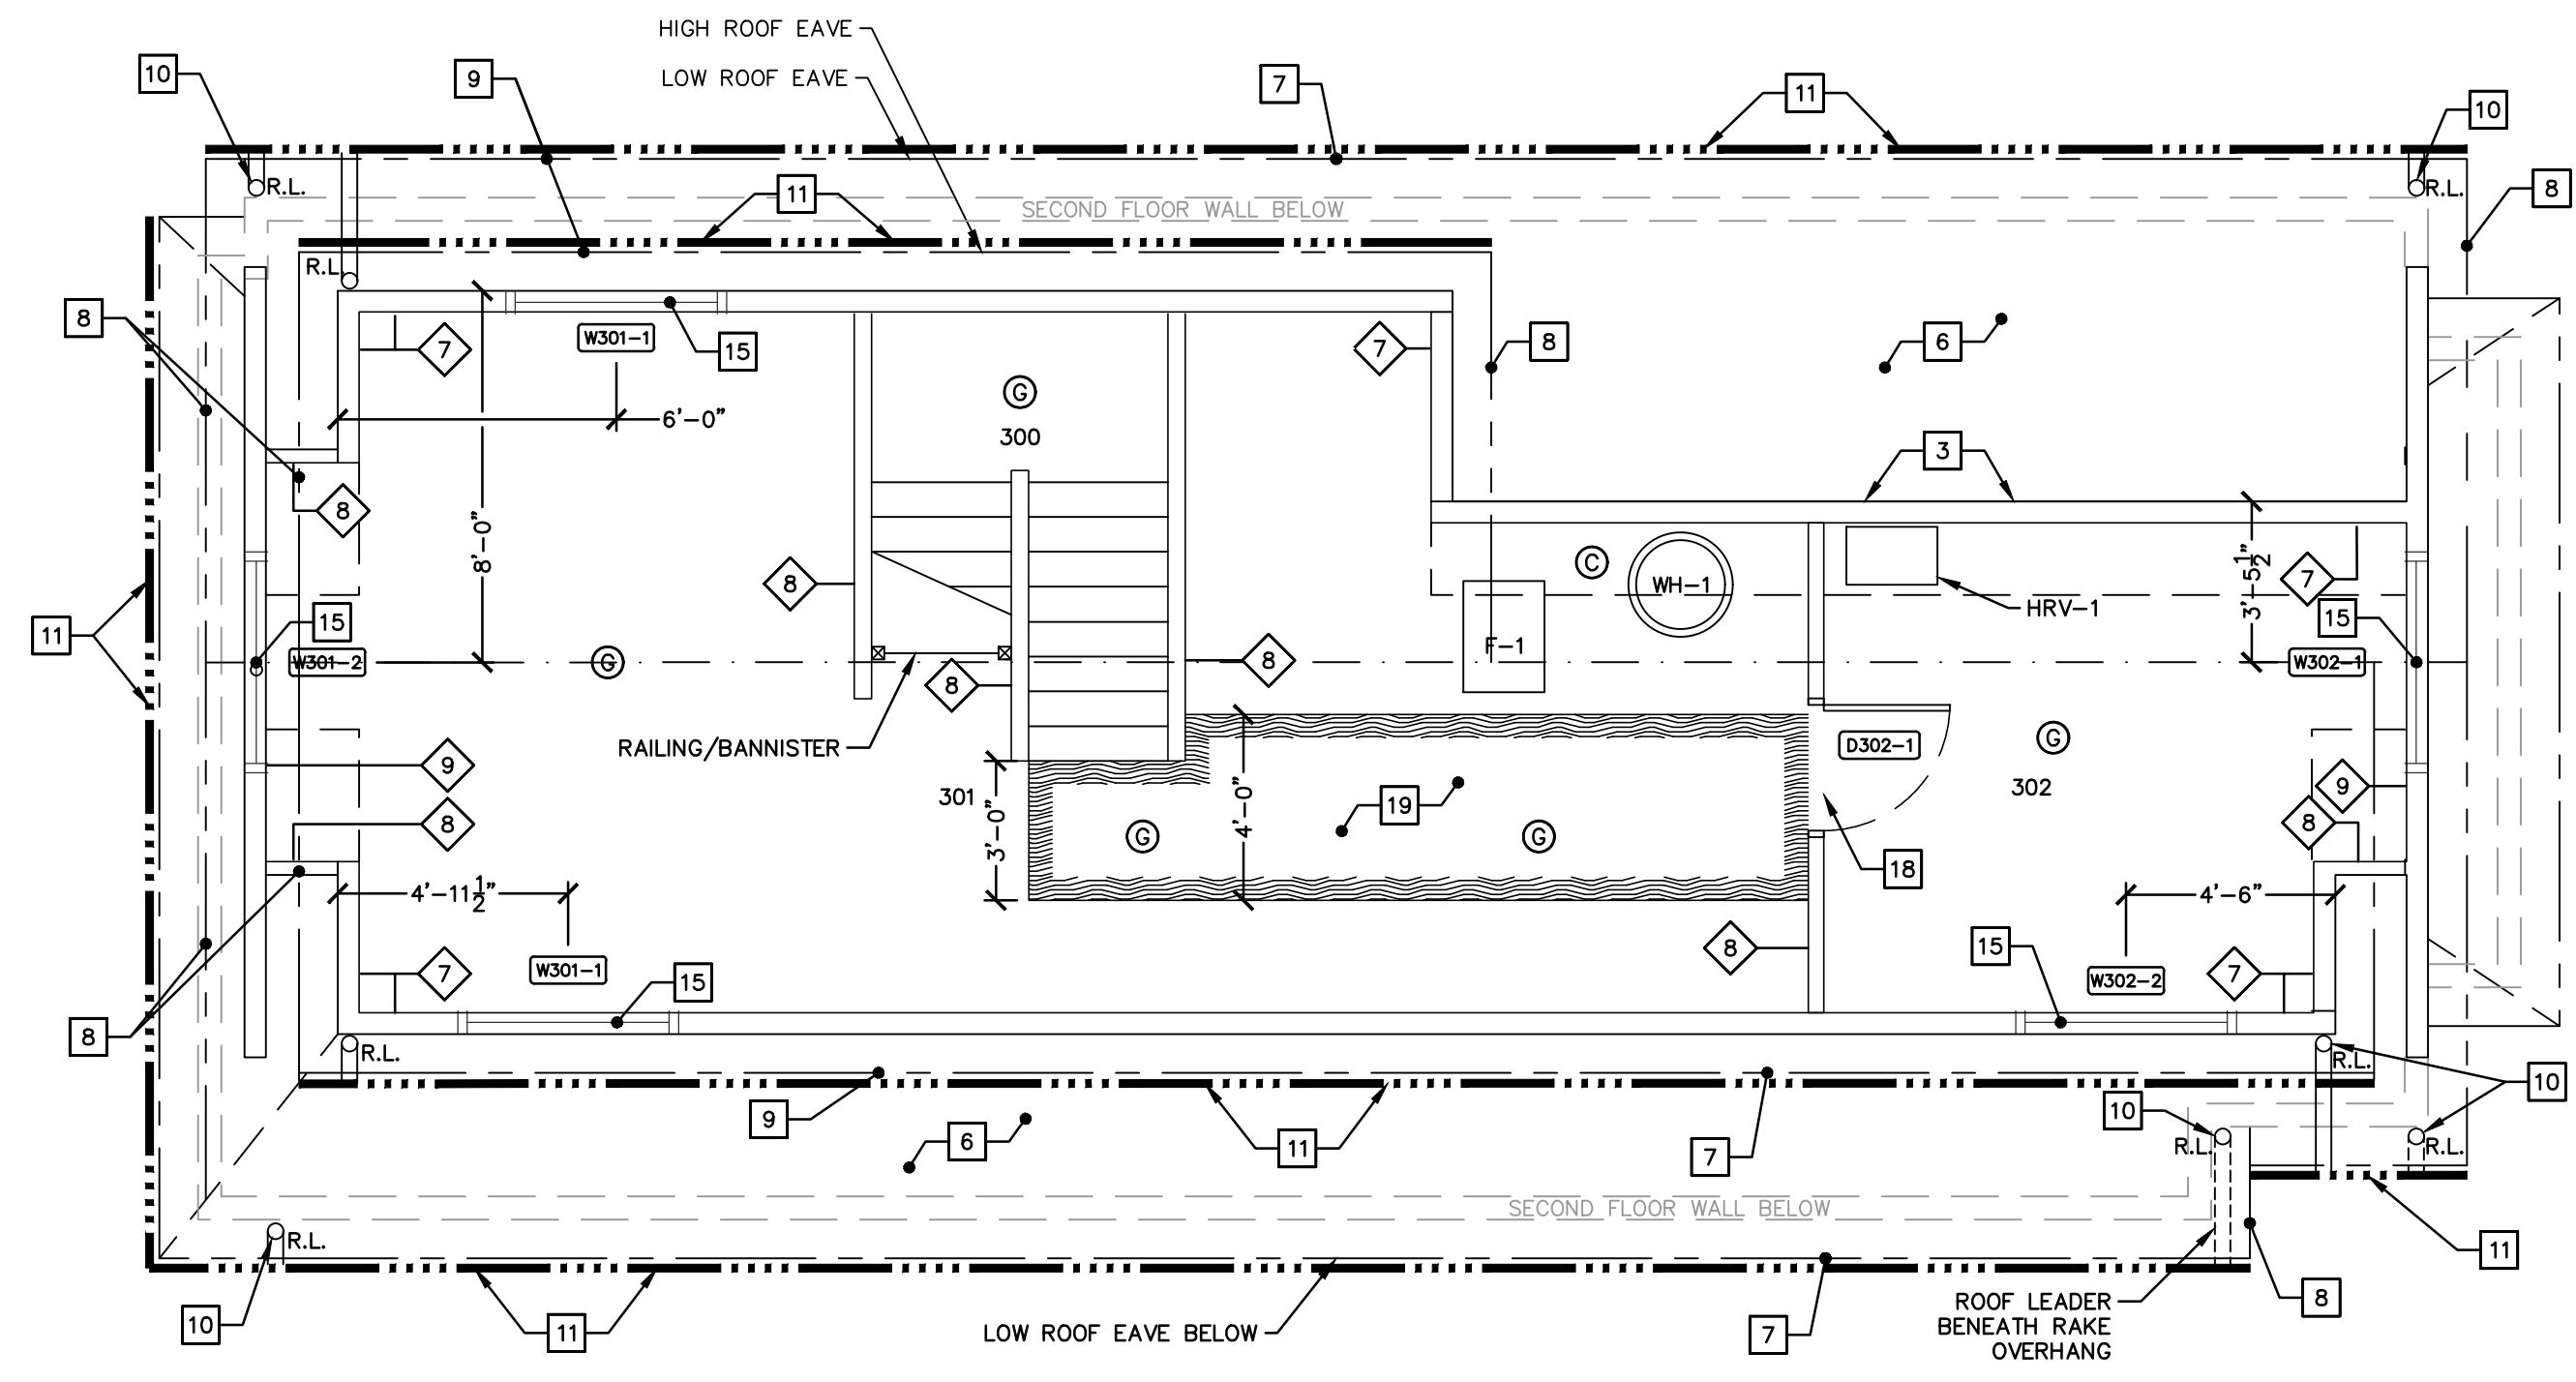 HIGH ROOF EAVE
LOW ROOF EAVE
10
9
7
11
10
R.L.
11
SECOND FLOOR WALL BELOW
R.L.
8
R.L.
8
7
W301-1
15
7
8
6
6'-0"
G
300
3
8
8'-0"
8
C
WH-1
HRV-1
3'-5 1/2"
7
15
11
15
W301-2
G
8
8
F-1
W302-1
RAILING/BANNISTER
9
301
3'-0"
4'-0"
19
D302-1
G
302
9
8
8
G
G
18
4'-11 1/2"
4'-6"
7
W301-1
15
8
15
W302-2
7
8
R.L.
R.L.
10
9
6
11
7
10
R.L.
R.L.
SECOND FLOOR WALL BELOW
10
R.L.
11
LOW ROOF EAVE BELOW
7
ROOF LEADER
BENEATH RAKE
OVERHANG
8
11